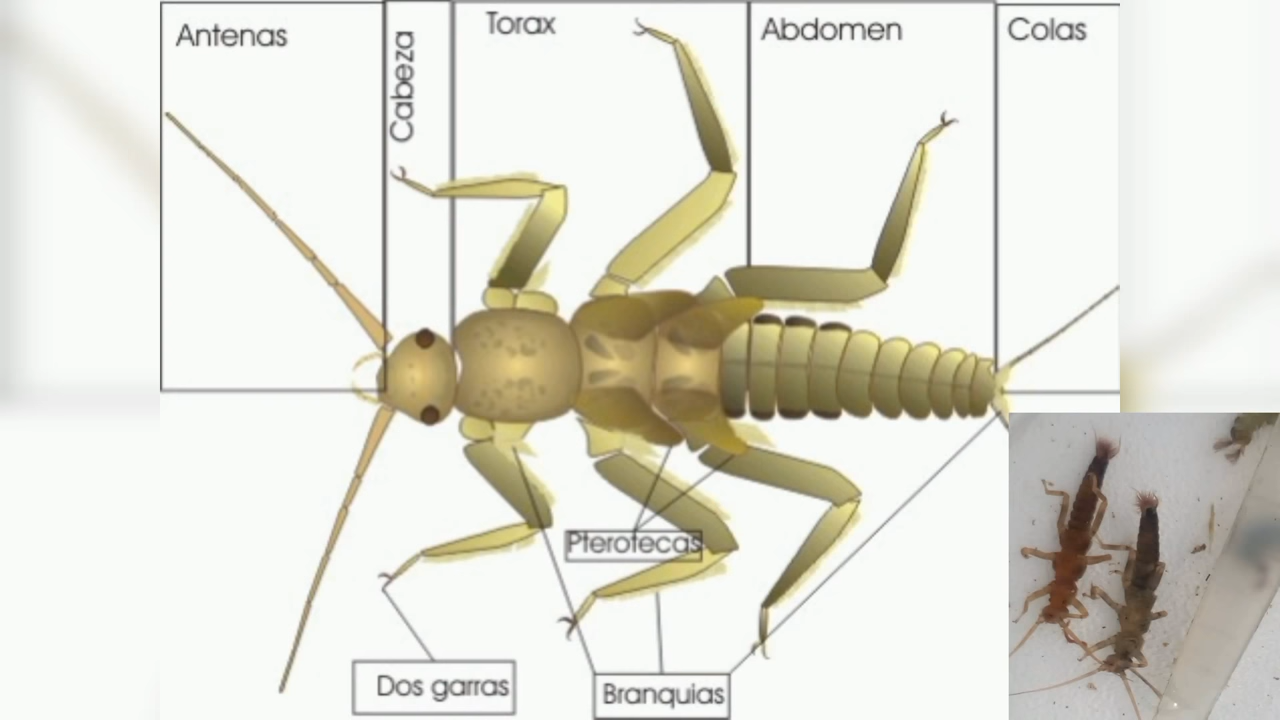 Antenas
Cabeza
Torax
Abdomen
Colas
Pterotecas
Dos garras
Branquias